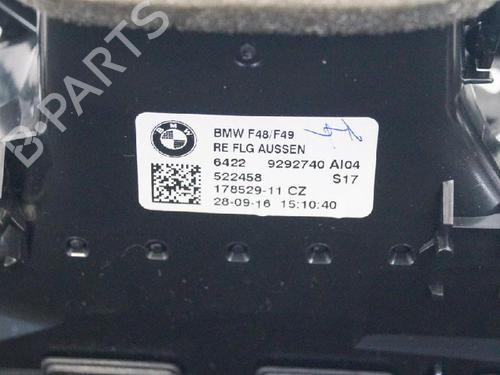 B-PARTS
BMW
BMW F48/F49
RE FLG AUSSEN
6422 9292740 AI04
522458 S17
178529-11 CZ
28-09-16 15:10:40